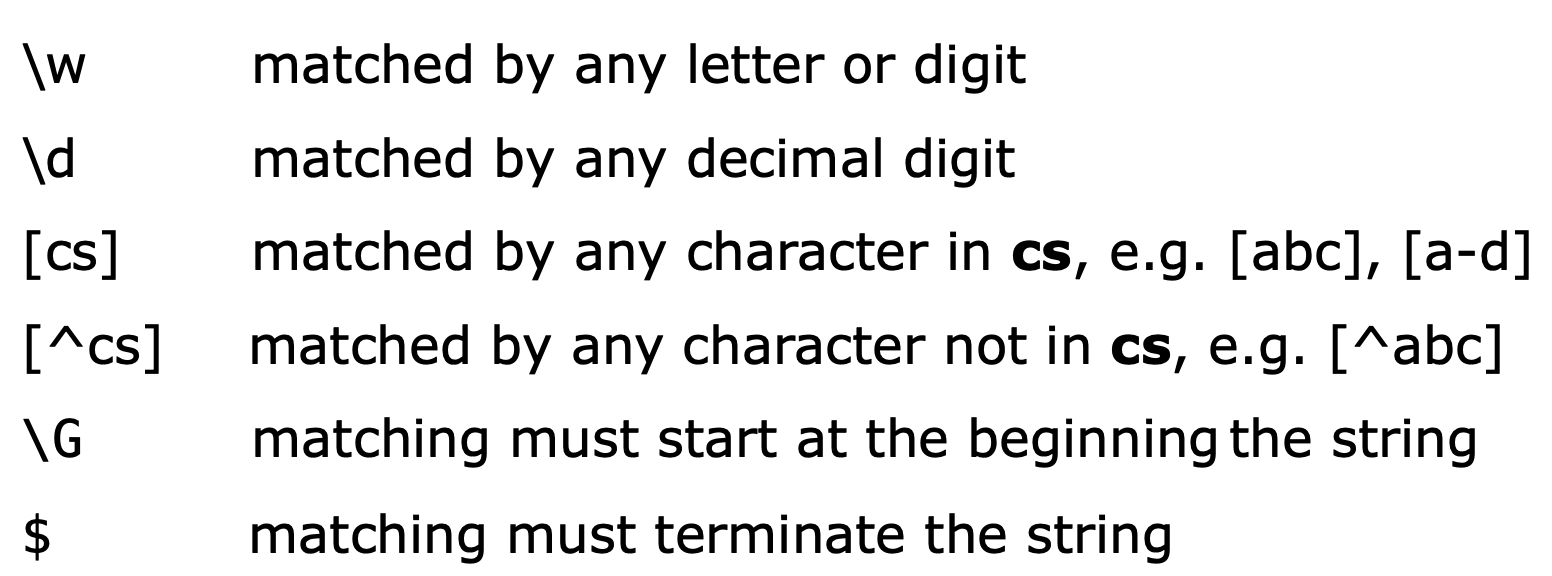 \w matched by any letter or digit
\d matched by any decimal digit
[cs] matched by any character in cs, e.g. [abc], [a-d]
[^cs] matched by any character not in cs, e.g. [^abc]
\G matching must start at the beginning the string
$ matching must terminate the string